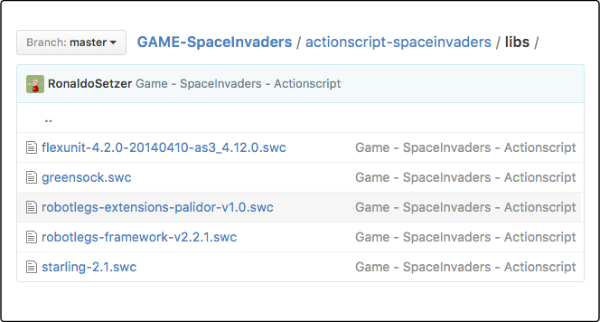 Branch: master GAME-SpaceInvaders / actionscript-spaceinvaders / libs /
RonaldoSetzer Game - SpaceInvaders - Actionscript
..
flexunit-4.2.0-20140410-as3_4.12.0.swc Game - SpaceInvaders - Actionscript
greensock.swc Game - SpaceInvaders - Actionscript
robotlegs-extensions-palidor-v1.0.swc Game - SpaceInvaders - Actionscript
robotlegs-framework-v2.2.1.swc Game - SpaceInvaders - Actionscript
starling-2.1.swc Game - SpaceInvaders - Actionscript